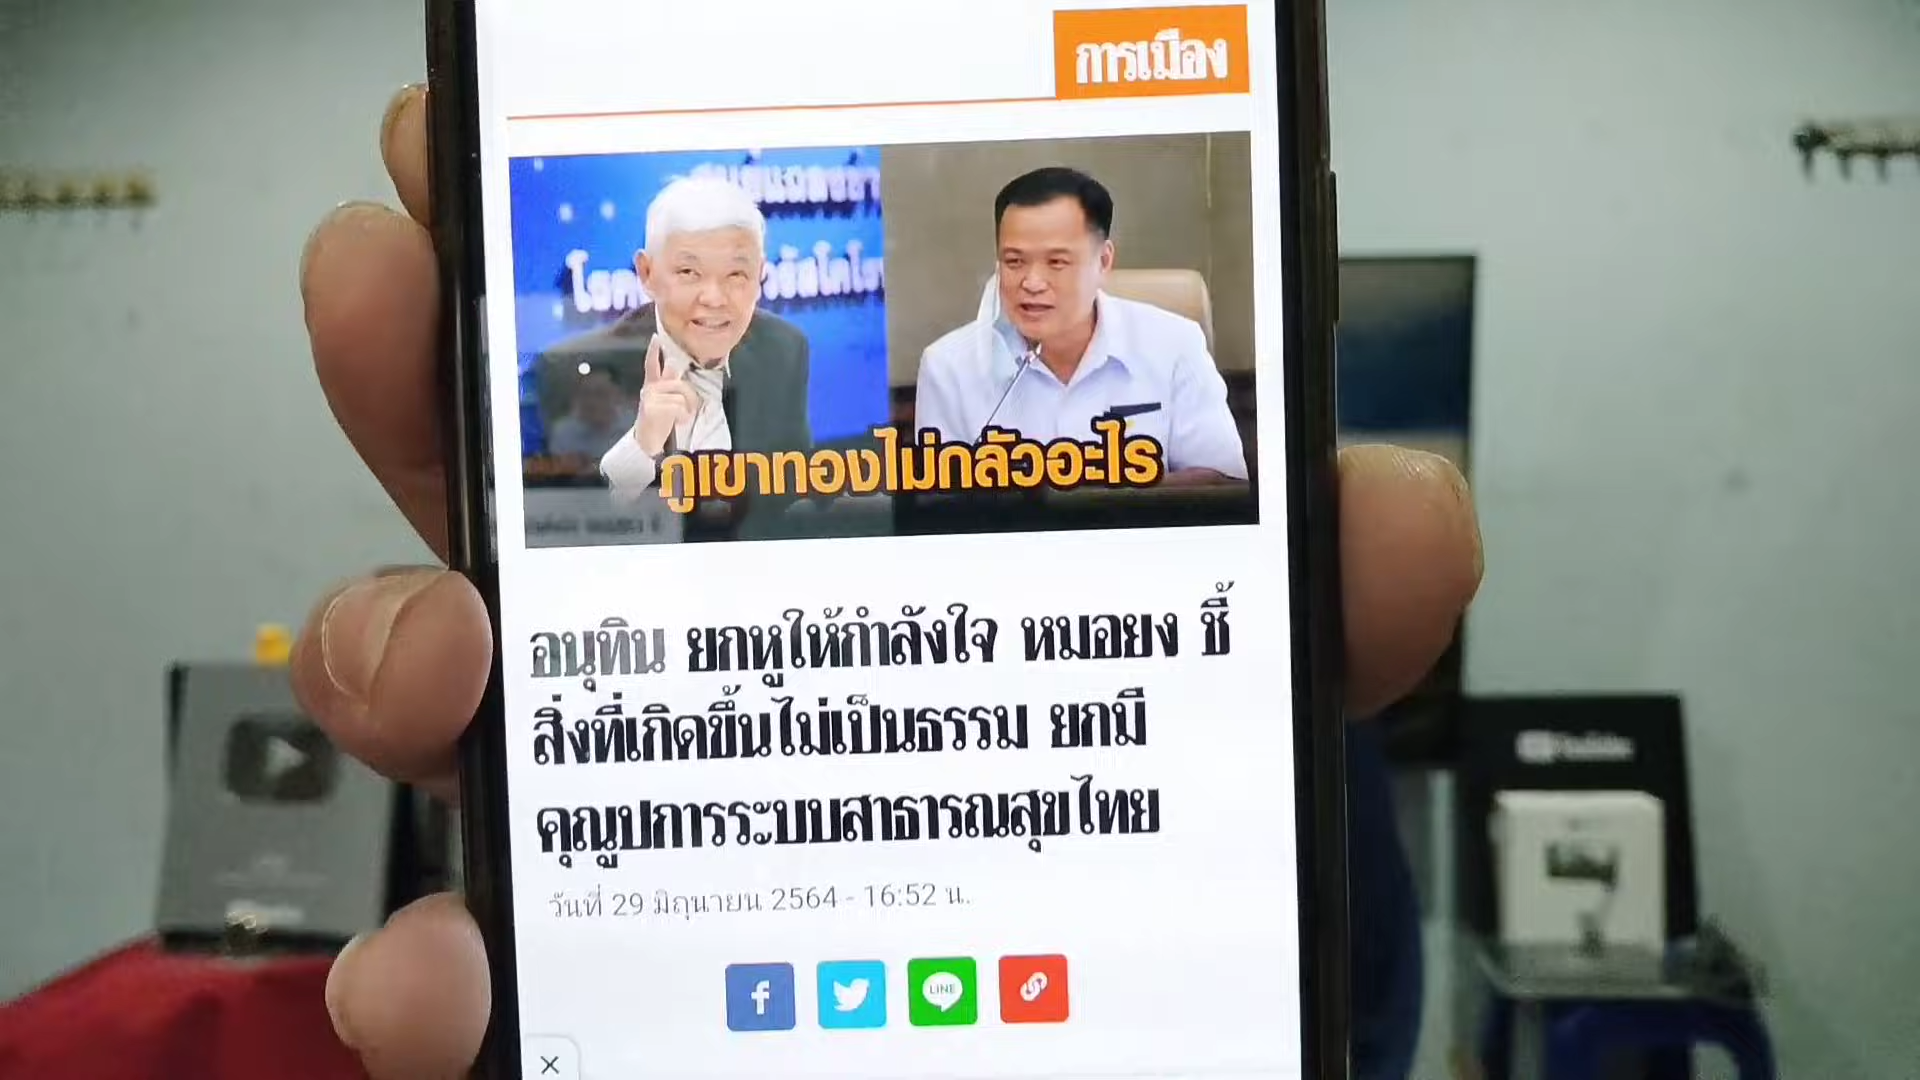 การเมือง
ภูเขาทองไม่กลัวอะไร
อนุทิน ยกหูให้กำลังใจ หมอยง ชี้
สิ่งที่เกิดขึ้นไม่เป็นธรรม ยกมี
คุณูปการระบบสาธารณสุขไทย
วันที่ 29 มิถุนายน 2564 - 16:52 น.
LINE